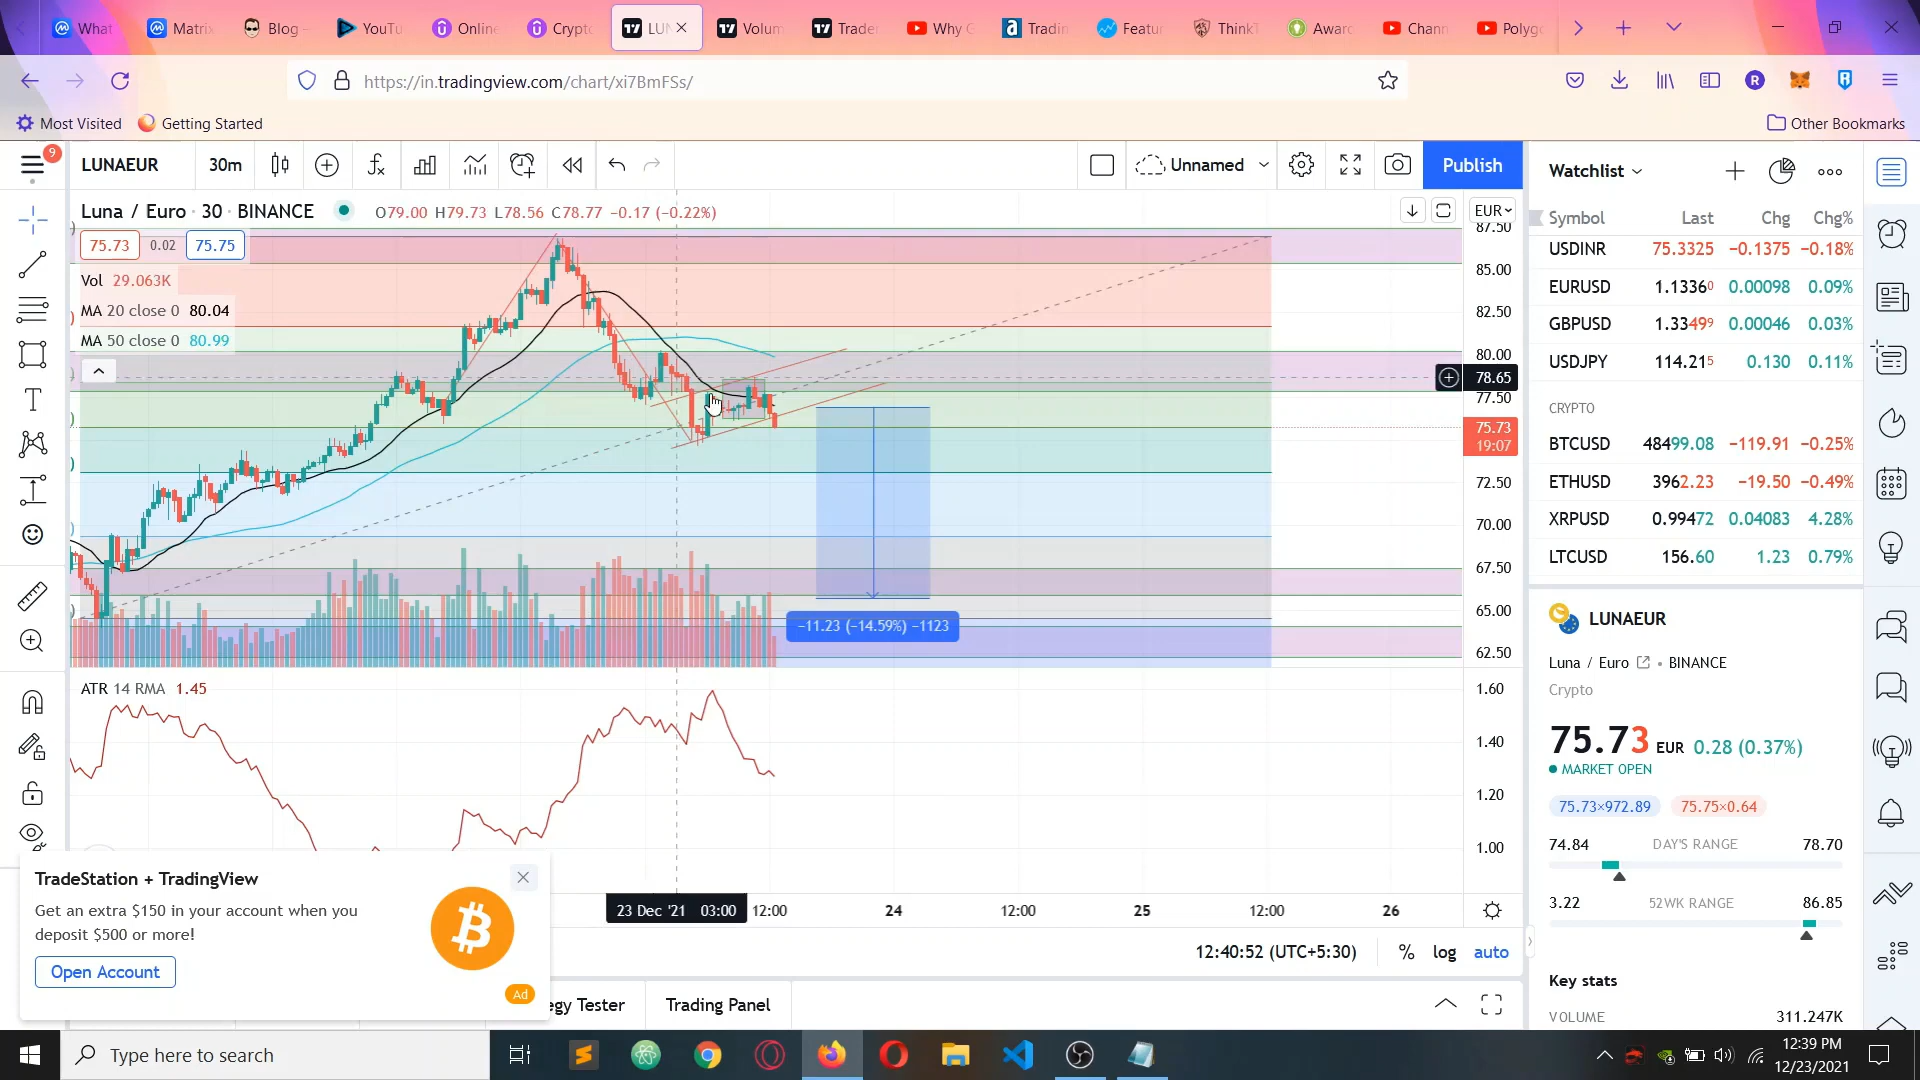 What
Matrix
Blog
YouTu
Online
Crypto
LUN
Volum
Trader
Why G
Tradin
Featur
ThinkT
Award
Chann
Polygo
https://in.tradingview.com/chart/xi7BmFSs/
R
Most Visited
Getting Started
Other Bookmarks
9
LUNAEUR
30m
Unnamed
Publish
Luna / Euro · 30 · BINANCE
O79.00 H79.73 L78.56 C78.77 −0.17 (−0.22%)
75.73 0.02 75.75
Vol 29.063K
MA 20 close 0 80.04
MA 50 close 0 80.99
EUR
87.50
85.00
82.50
80.00
78.65
77.50
75.73
19:07
72.50
70.00
67.50
65.00
62.50
−11.23 (−14.59%) −1123
ATR 14 RMA 1.45
1.60
1.40
1.20
1.00
23 Dec '21 03:00
12:00
24
12:00
25
12:00
26
12:40:52 (UTC+5:30)
%
log
auto
TradeStation + TradingView
Get an extra $150 in your account when you
deposit $500 or more!
Open Account
Ad
egy Tester
Trading Panel
Watchlist
Symbol Last Chg Chg%
USDINR 75.3325 −0.1375 −0.18%
EURUSD 1.13360 0.00098 0.09%
GBPUSD 1.33499 0.00046 0.03%
USDJPY 114.215 0.130 0.11%
CRYPTO
BTCUSD 48499.08 −119.91 −0.25%
ETHUSD 3962.23 −19.50 −0.49%
XRPUSD 0.99472 0.04083 4.28%
LTCUSD 156.60 1.23 0.79%
LUNAEUR
Luna / Euro • BINANCE
Crypto
75.73 EUR 0.28 (0.37%)
MARKET OPEN
75.73×972.89
75.75×0.64
74.84 DAY'S RANGE 78.70
3.22 52WK RANGE 86.85
Key stats
VOLUME 311.247K
Type here to search
12:39 PM
12/23/2021